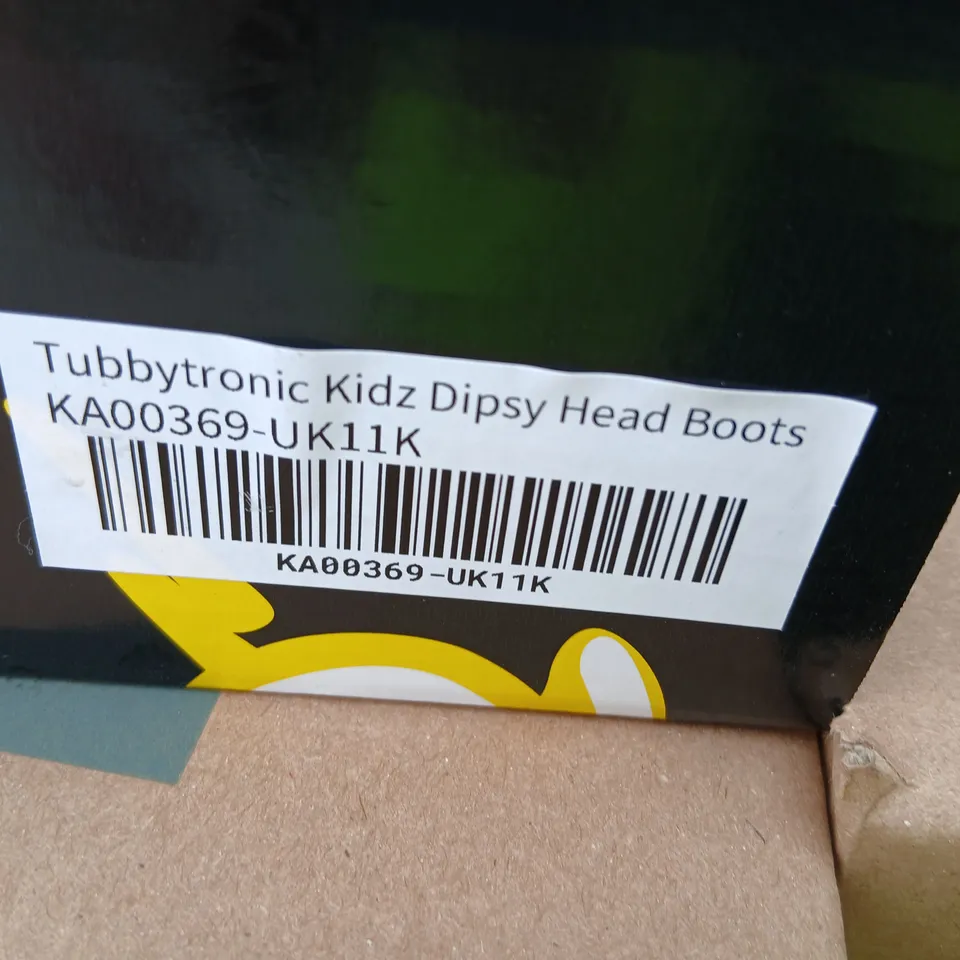 Tubbytronic Kidz Dipsy Head Boots
KA00369-UK11K
KA00369-UK11K